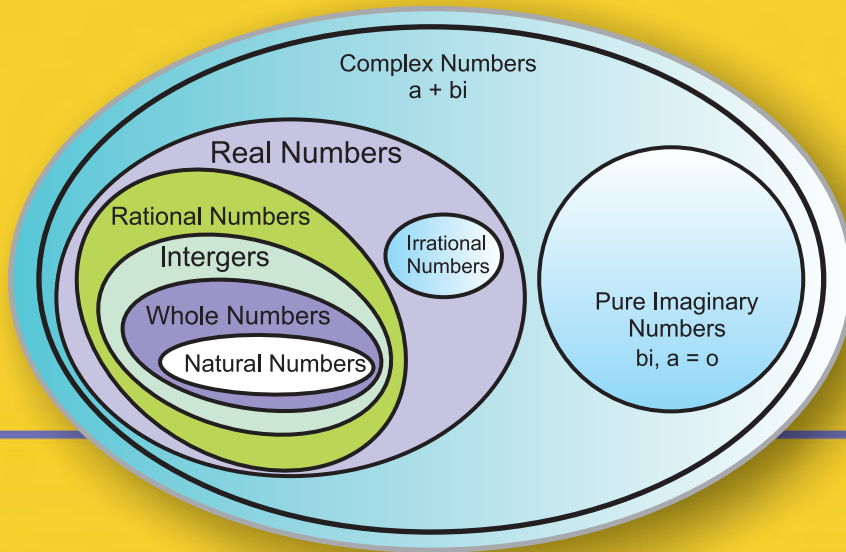 Complex Numbers
a + bi
Real Numbers
Rational Numbers
Intergers
Whole Numbers
Natural Numbers
Irrational
Numbers
Pure Imaginary
Numbers
bi, a = o